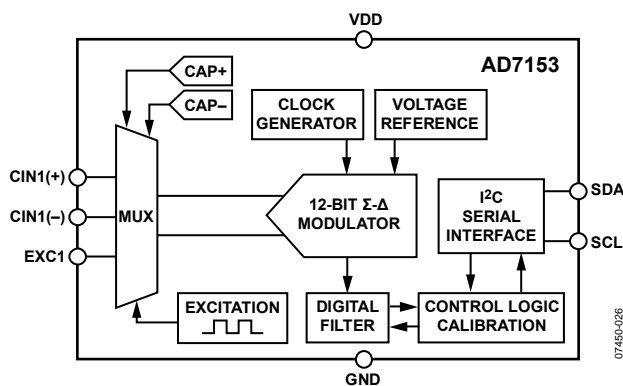 VDD
AD7153
CAP+
CAP–
CLOCK
GENERATOR
VOLTAGE
REFERENCE
CIN1(+)
CIN1(–)
EXC1
MUX
12-BIT Σ-Δ
MODULATOR
I²C
SERIAL
INTERFACE
SDA
SCL
EXCITATION
DIGITAL
FILTER
CONTROL LOGIC
CALIBRATION
GND
07450-026